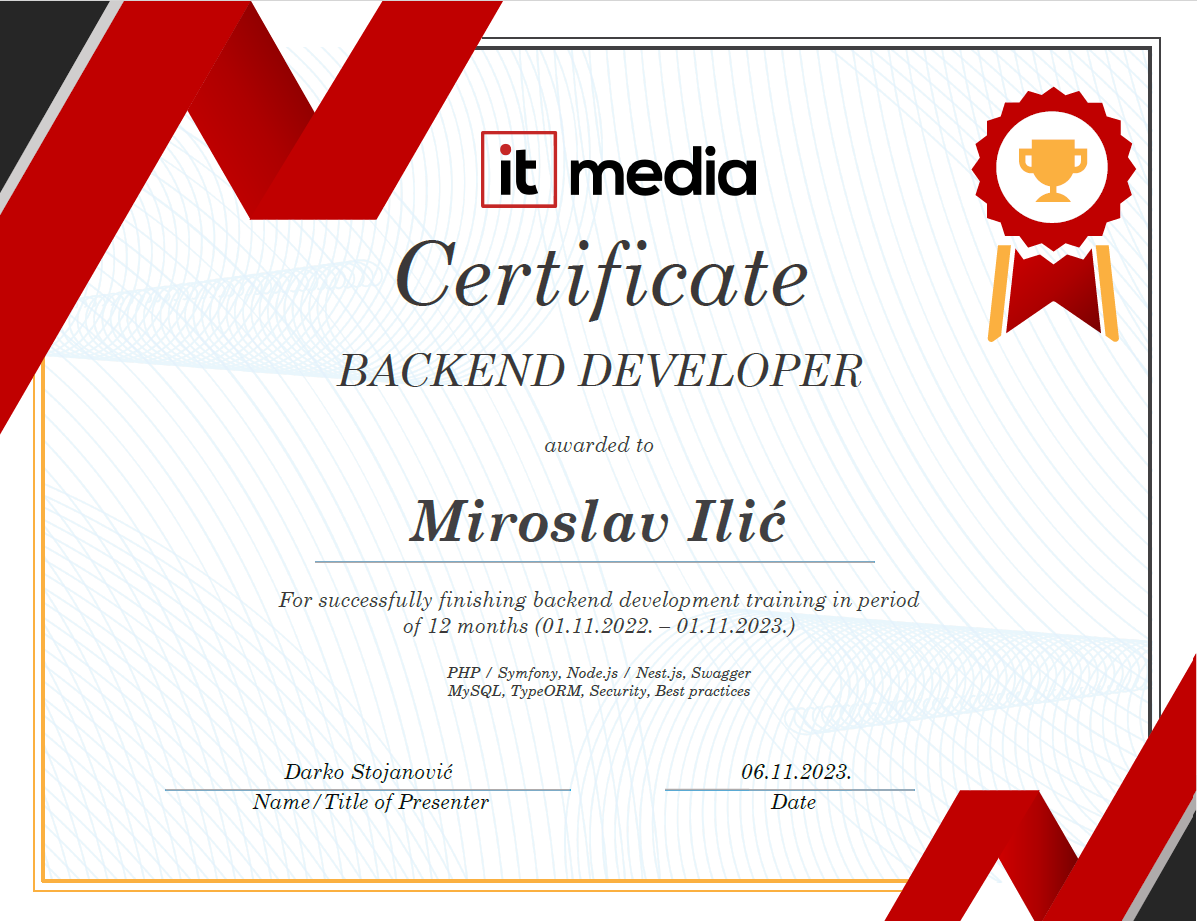 it media
Certificate
BACKEND DEVELOPER
awarded to
Miroslav Ilić
For successfully finishing backend development training in period
of 12 months (01.11.2022. – 01.11.2023.)
PHP / Symfony, Node.js / Nest.js, Swagger
MySQL, TypeORM, Security, Best practices
Darko Stojanović
Name/Title of Presenter
06.11.2023.
Date